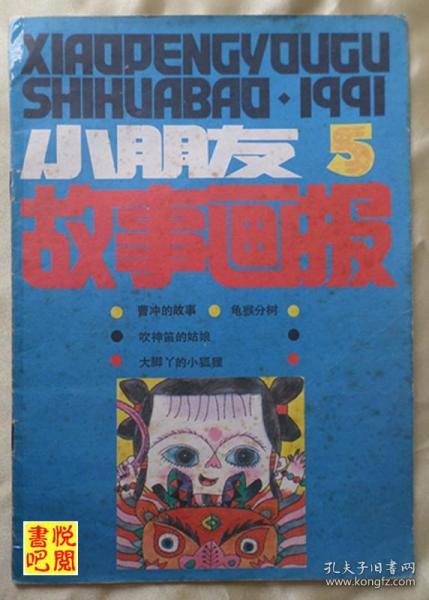 XIAOPENGYOUGU
SHIHUABAO·1991
小朋友 5
故事画报
曹冲的故事 龟猴分树
吹神笛的姑娘
大脚丫的小狐狸
悦阅書吧
孔夫子旧书网
www.kongfz.com